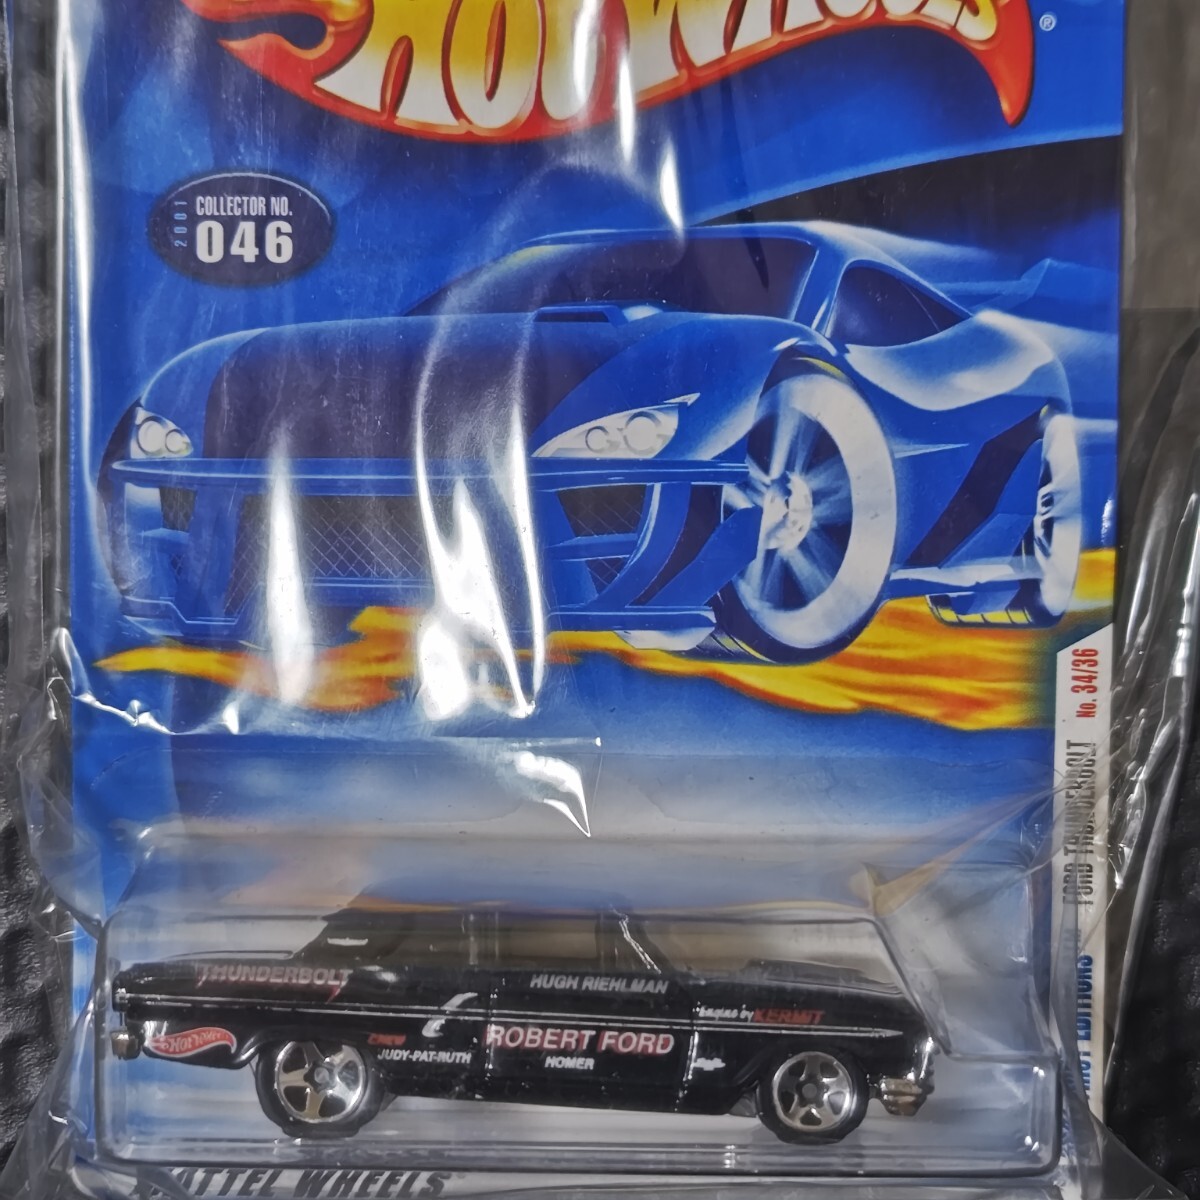 HOT WHEELS
®
2001
COLLECTOR NO.
046
No. 34/36
FORD THUNDERBOLT
FIRST EDITIONS
THUNDERBOLT
HUGH RIEHLMAN
"Engine by KERMIT
HOT WHEELS
CREW
JUDY-PAT-RUTH
ROBERT FORD
HOMER
MATTEL WHEELS